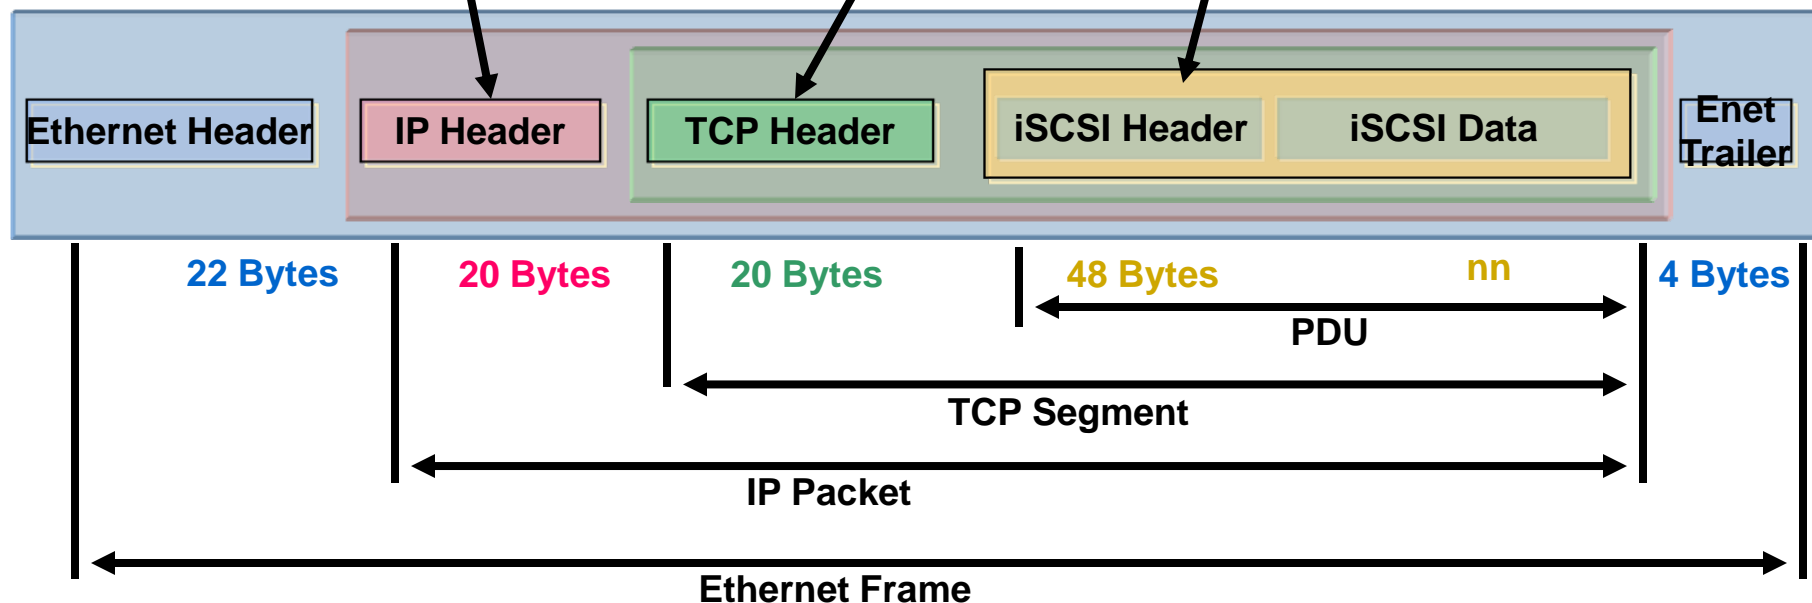 Ethernet Header
IP Header
TCP Header
iSCSI Header
iSCSI Data
Enet
Trailer
22 Bytes
20 Bytes
20 Bytes
48 Bytes
nn
4 Bytes
PDU
TCP Segment
IP Packet
Ethernet Frame